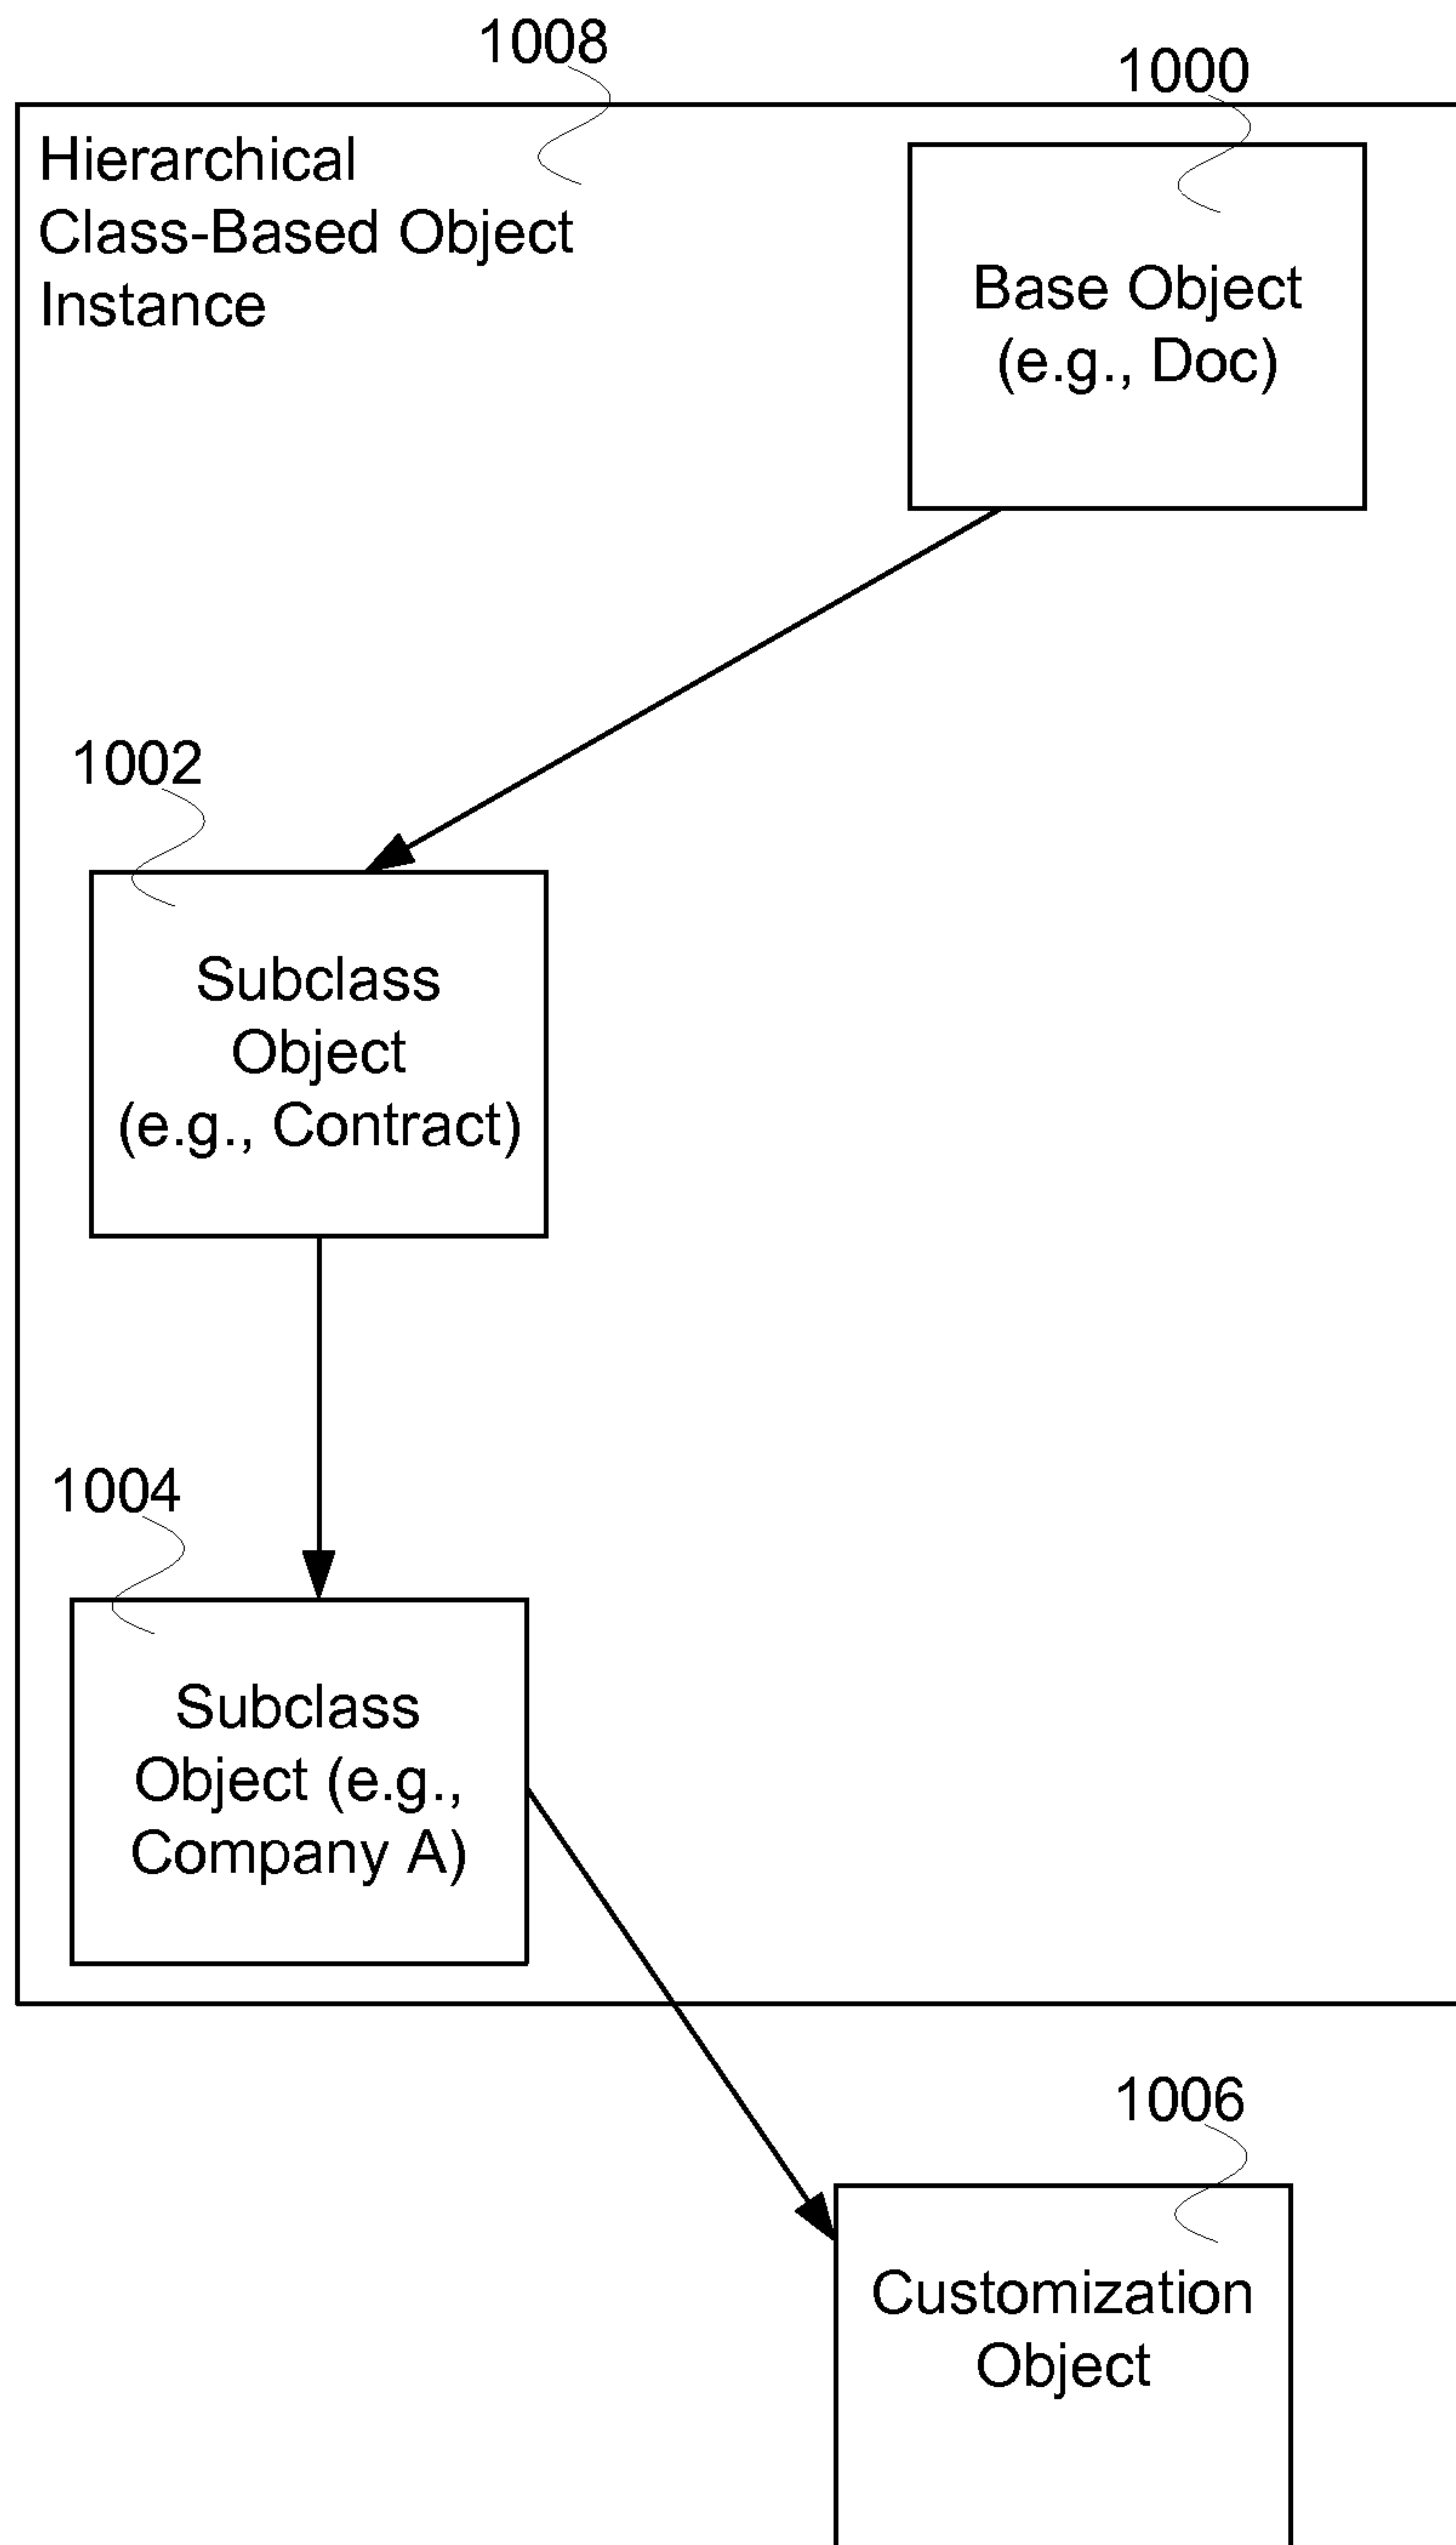 1008
1000
Hierarchical
Class-Based Object
Instance
Base Object
(e.g., Doc)
1002
Subclass
Object
(e.g., Contract)
1004
Subclass
Object (e.g.,
Company A)
1006
Customization
Object